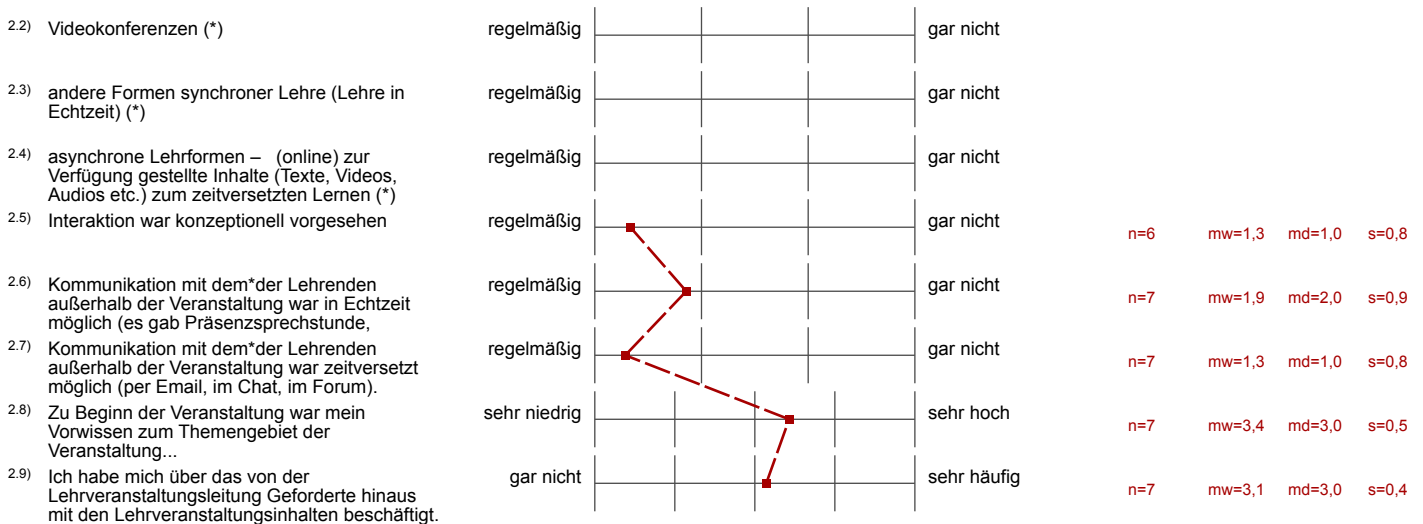 2.2) Videokonferenzen (*) regelmäßig gar nicht
2.3) andere Formen synchroner Lehre (Lehre in regelmäßig gar nicht
Echtzeit) (*)
2.4) asynchrone Lehrformen – (online) zur regelmäßig gar nicht
Verfügung gestellte Inhalte (Texte, Videos,
Audios etc.) zum zeitversetzten Lernen (*)
2.5) Interaktion war konzeptionell vorgesehen regelmäßig gar nicht n=6 mw=1,3 md=1,0 s=0,8
2.6) Kommunikation mit dem*der Lehrenden regelmäßig gar nicht
außerhalb der Veranstaltung war in Echtzeit n=7 mw=1,9 md=2,0 s=0,9
möglich (es gab Präsenzsprechstunde,
2.7) Kommunikation mit dem*der Lehrenden regelmäßig gar nicht
außerhalb der Veranstaltung war zeitversetzt n=7 mw=1,3 md=1,0 s=0,8
möglich (per Email, im Chat, im Forum).
2.8) Zu Beginn der Veranstaltung war mein sehr niedrig sehr hoch
Vorwissen zum Themengebiet der n=7 mw=3,4 md=3,0 s=0,5
Veranstaltung...
2.9) Ich habe mich über das von der gar nicht sehr häufig
Lehrveranstaltungsleitung Geforderte hinaus n=7 mw=3,1 md=3,0 s=0,4
mit den Lehrveranstaltungsinhalten beschäftigt.